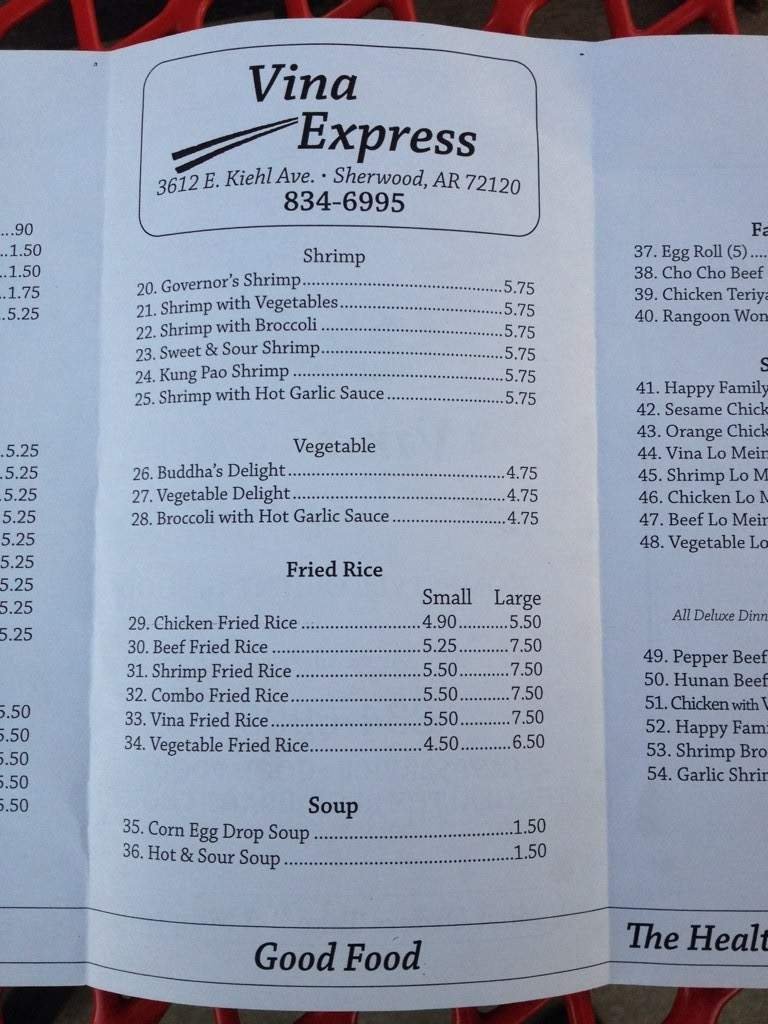 ...90
..1.50
..1.50
..1.75
..5.25
.5.25
.5.25
.5.25
5.25
5.25
5.25
5.25
5.25
5.25
5.50
5.50
5.50
5.50
5.50
Vina
Express
3612 E. Kiehl Ave. · Sherwood, AR 72120
834-6995
Shrimp
20. Governor's Shrimp...5.75
21. Shrimp with Vegetables...5.75
22. Shrimp with Broccoli...5.75
23. Sweet & Sour Shrimp...5.75
24. Kung Pao Shrimp...5.75
25. Shrimp with Hot Garlic Sauce...5.75
Vegetable
26. Buddha's Delight...4.75
27. Vegetable Delight...4.75
28. Broccoli with Hot Garlic Sauce...4.75
Fried Rice
Small Large
29. Chicken Fried Rice...4.90...5.50
30. Beef Fried Rice...5.25...7.50
31. Shrimp Fried Rice...5.50...7.50
32. Combo Fried Rice...5.50...7.50
33. Vina Fried Rice...5.50...7.50
34. Vegetable Fried Rice...4.50...6.50
Soup
35. Corn Egg Drop Soup...1.50
36. Hot & Sour Soup...1.50
Good Food
37. Egg Roll (5)....
38. Cho Cho Beef
39. Chicken Teriya
40. Rangoon Won
41. Happy Family
42. Sesame Chick
43. Orange Chick
44. Vina Lo Mein
45. Shrimp Lo M
46. Chicken Lo M
47. Beef Lo Mein
48. Vegetable Lo
All Deluxe Dinn
49. Pepper Beef
50. Hunan Beef
51. Chicken with V
52. Happy Fami
53. Shrimp Bro
54. Garlic Shrim
The Healt